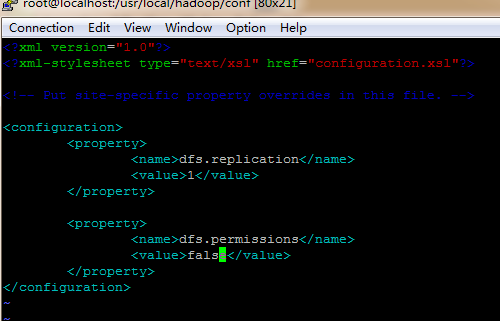 root@localhost:/usr/local/hadoop/conf [80x21]
Connection Edit View Window Option Help
<?xml version="1.0"?>
<?xml-stylesheet type="text/xsl" href="configuration.xsl"?>
<!-- Put site-specific property overrides in this file. -->
<configuration>
<property>
<name>dfs.replication</name>
<value>1</value>
</property>
<property>
<name>dfs.permissions</name>
<value>false</value>
</property>
</configuration>
~
~